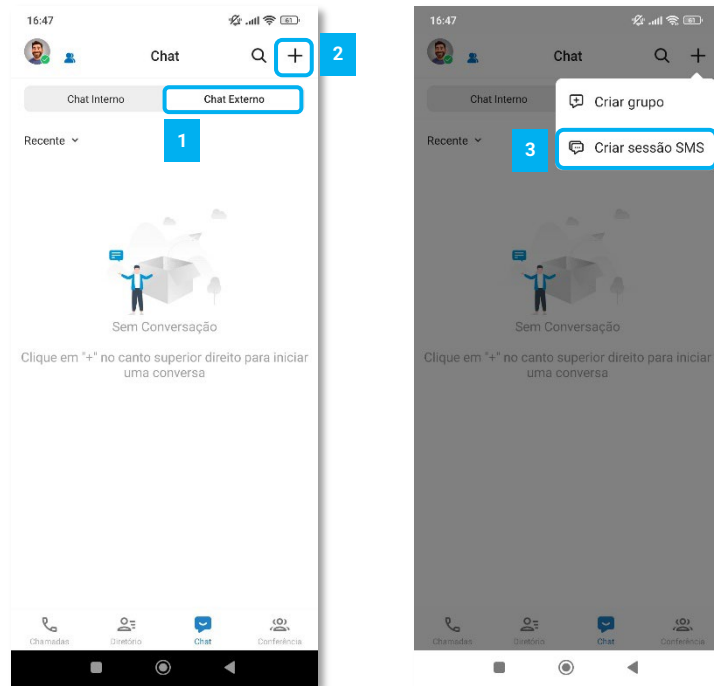 16:47
61
Chat
2
Chat Interno
Chat Externo
Recente
1
Sem Conversação
Clique em "+" no canto superior direito para iniciar
uma conversa
Chamadas
Diretório
Chat
Conferência
16:47
61
Chat
Chat Interno
Criar grupo
Recente
3
Criar sessão SMS
Sem Conversação
Clique em "+" no canto superior direito para iniciar
uma conversa
Chamadas
Diretório
Chat
Conferência